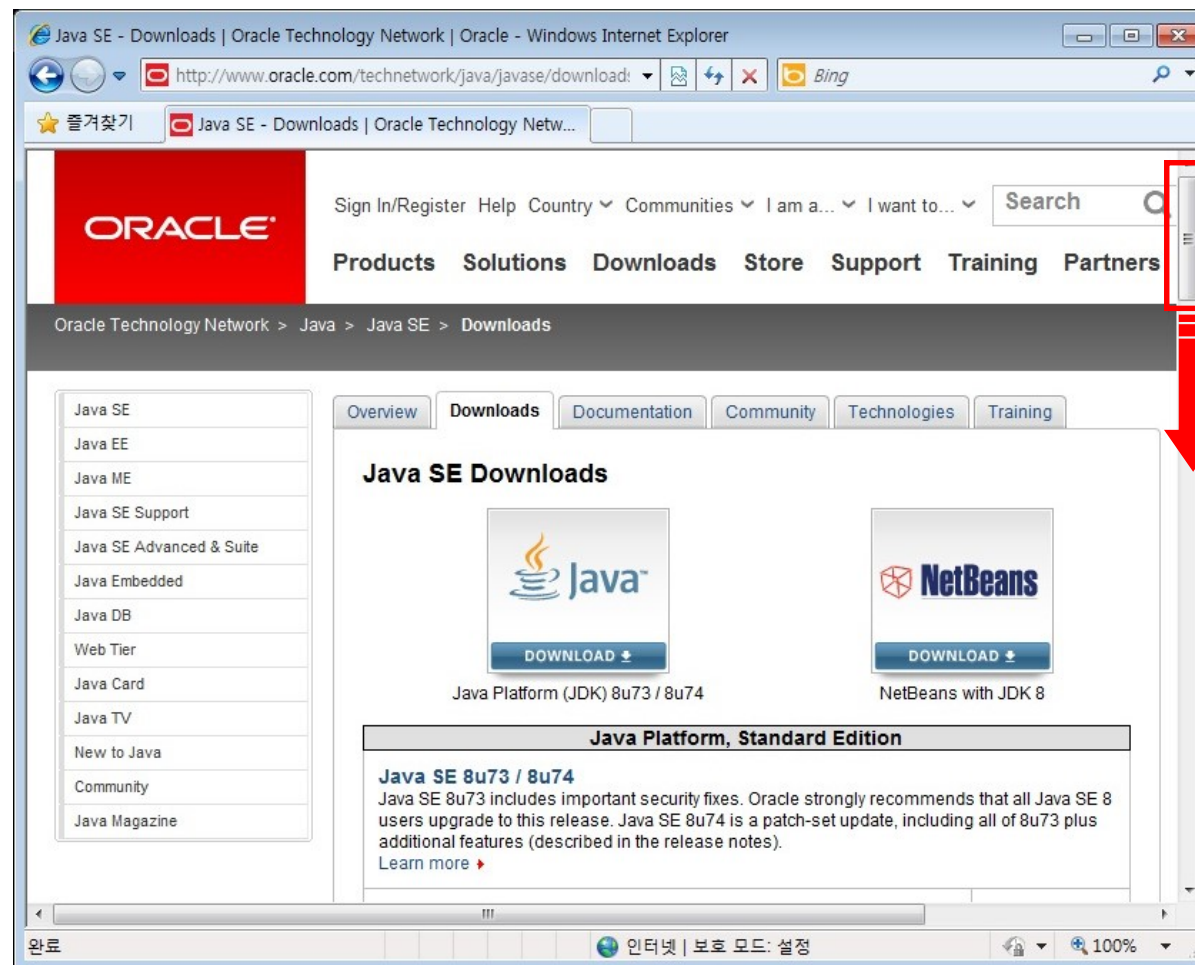 Java SE - Downloads | Oracle Technology Network | Oracle - Windows Internet Explorer
http://www.oracle.com/technetwork/java/javase/download
Bing
즐겨찾기
Java SE - Downloads | Oracle Technology Netw...
ORACLE
Sign In/Register Help Country Communities I am a... I want to... Search
Products Solutions Downloads Store Support Training Partners
Oracle Technology Network > Java > Java SE > Downloads
Java SE
Java EE
Java ME
Java SE Support
Java SE Advanced & Suite
Java Embedded
Java DB
Web Tier
Java Card
Java TV
New to Java
Community
Java Magazine
Overview Downloads Documentation Community Technologies Training
Java SE Downloads
Java™
DOWNLOAD
Java Platform (JDK) 8u73 / 8u74
NetBeans
DOWNLOAD
NetBeans with JDK 8
Java Platform, Standard Edition
Java SE 8u73 / 8u74
Java SE 8u73 includes important security fixes. Oracle strongly recommends that all Java SE 8
users upgrade to this release. Java SE 8u74 is a patch-set update, including all of 8u73 plus
additional features (described in the release notes).
Learn more
완료
인터넷 | 보호 모드: 설정
100%